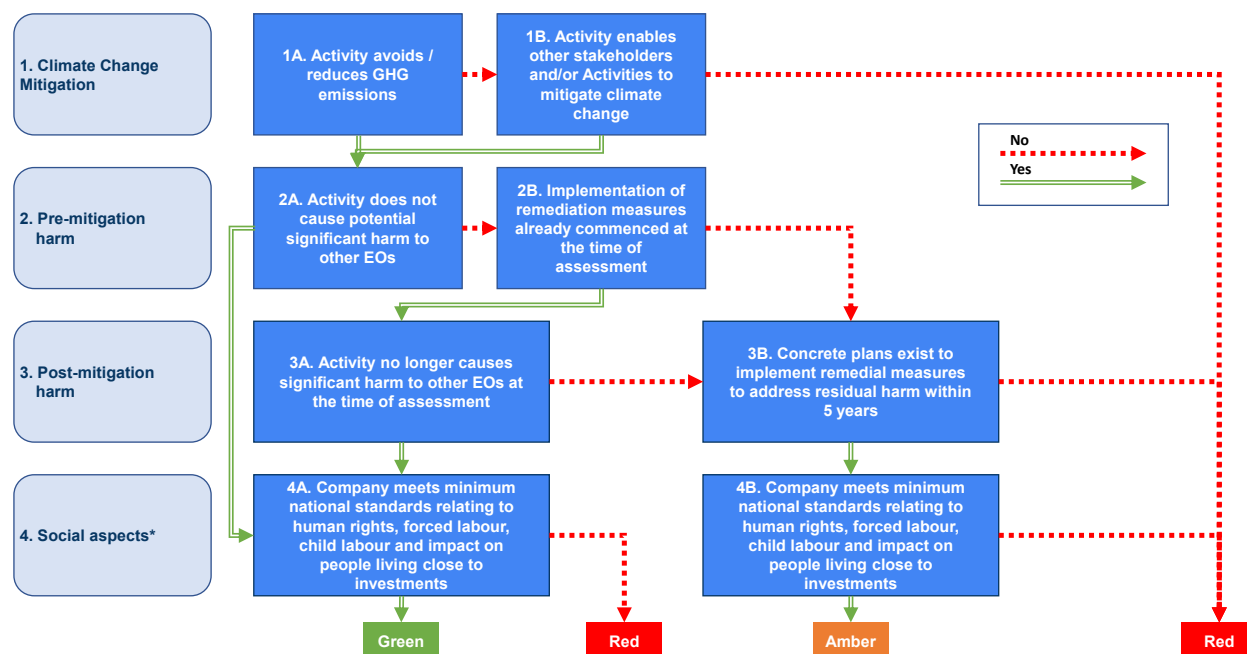 1. Climate Change
Mitigation
1A. Activity avoids /
reduces GHG
emissions
1B. Activity enables
other stakeholders
and/or Activities to
mitigate climate
change
No
Yes
2. Pre-mitigation
harm
2A. Activity does not
cause potential
significant harm to
other EOs
2B. Implementation of
remediation measures
already commenced at
the time of
assessment
3. Post-mitigation
harm
3A. Activity no longer causes
significant harm to other EOs at
the time of assessment
3B. Concrete plans exist to
implement remedial measures
to address residual harm within
5 years
4. Social aspects*
4A. Company meets minimum
national standards relating to
human rights, forced labour,
child labour and impact on
people living close to
investments
4B. Company meets minimum
national standards relating to
human rights, forced labour,
child labour and impact on
people living close to
investments
Green
Red
Amber
Red